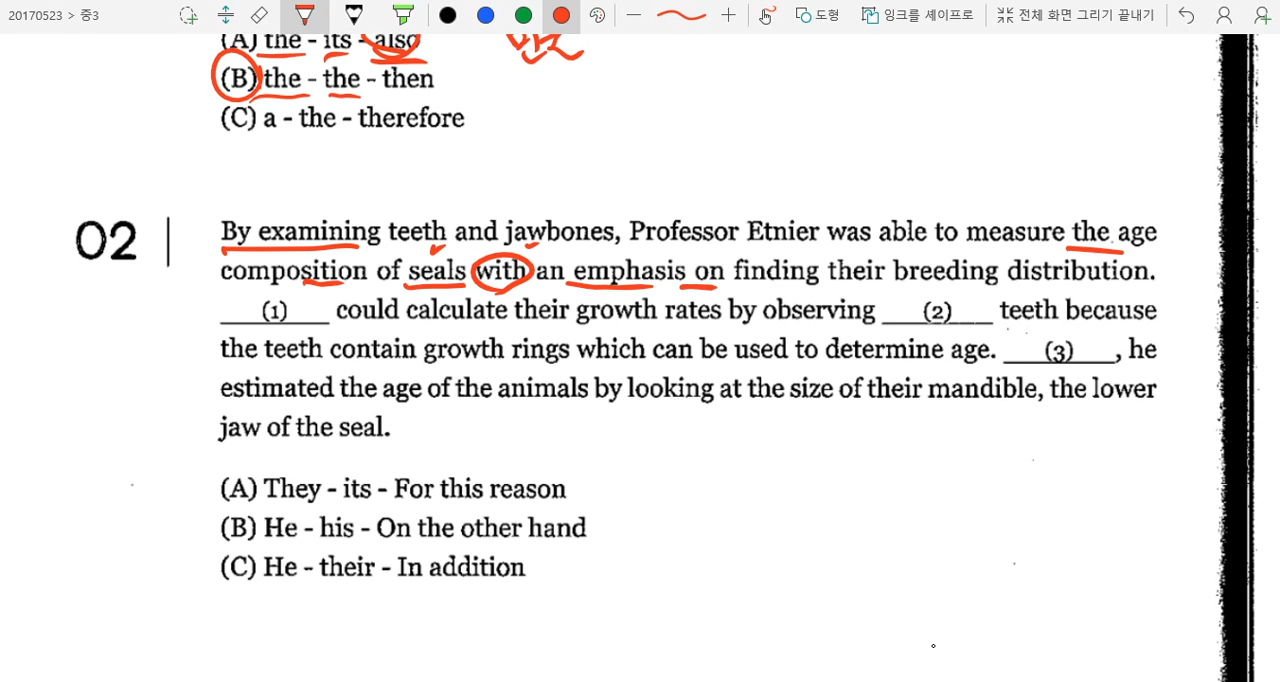 20170523 > 중3
도형
잉크를 셰이프로
전체 화면 그리기 끝내기
(A) the - its - also
(B) the - the - then
(C) a - the - therefore
02
By examining teeth and jawbones, Professor Etnier was able to measure the age
composition of seals with an emphasis on finding their breeding distribution.
(1) could calculate their growth rates by observing (2) teeth because
the teeth contain growth rings which can be used to determine age. (3), he
estimated the age of the animals by looking at the size of their mandible, the lower
jaw of the seal.
(A) They - its - For this reason
(B) He - his - On the other hand
(C) He - their - In addition